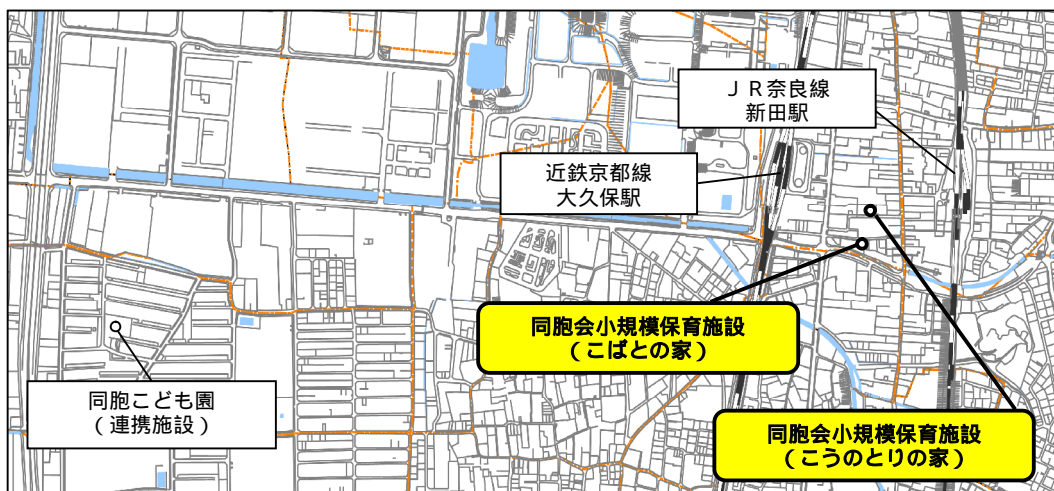 ＪＲ奈良線
新田駅
近鉄京都線
大久保駅
同胞会小規模保育施設
（こばとの家）
同胞こども園
（連携施設）
同胞会小規模保育施設
（こうのとりの家）